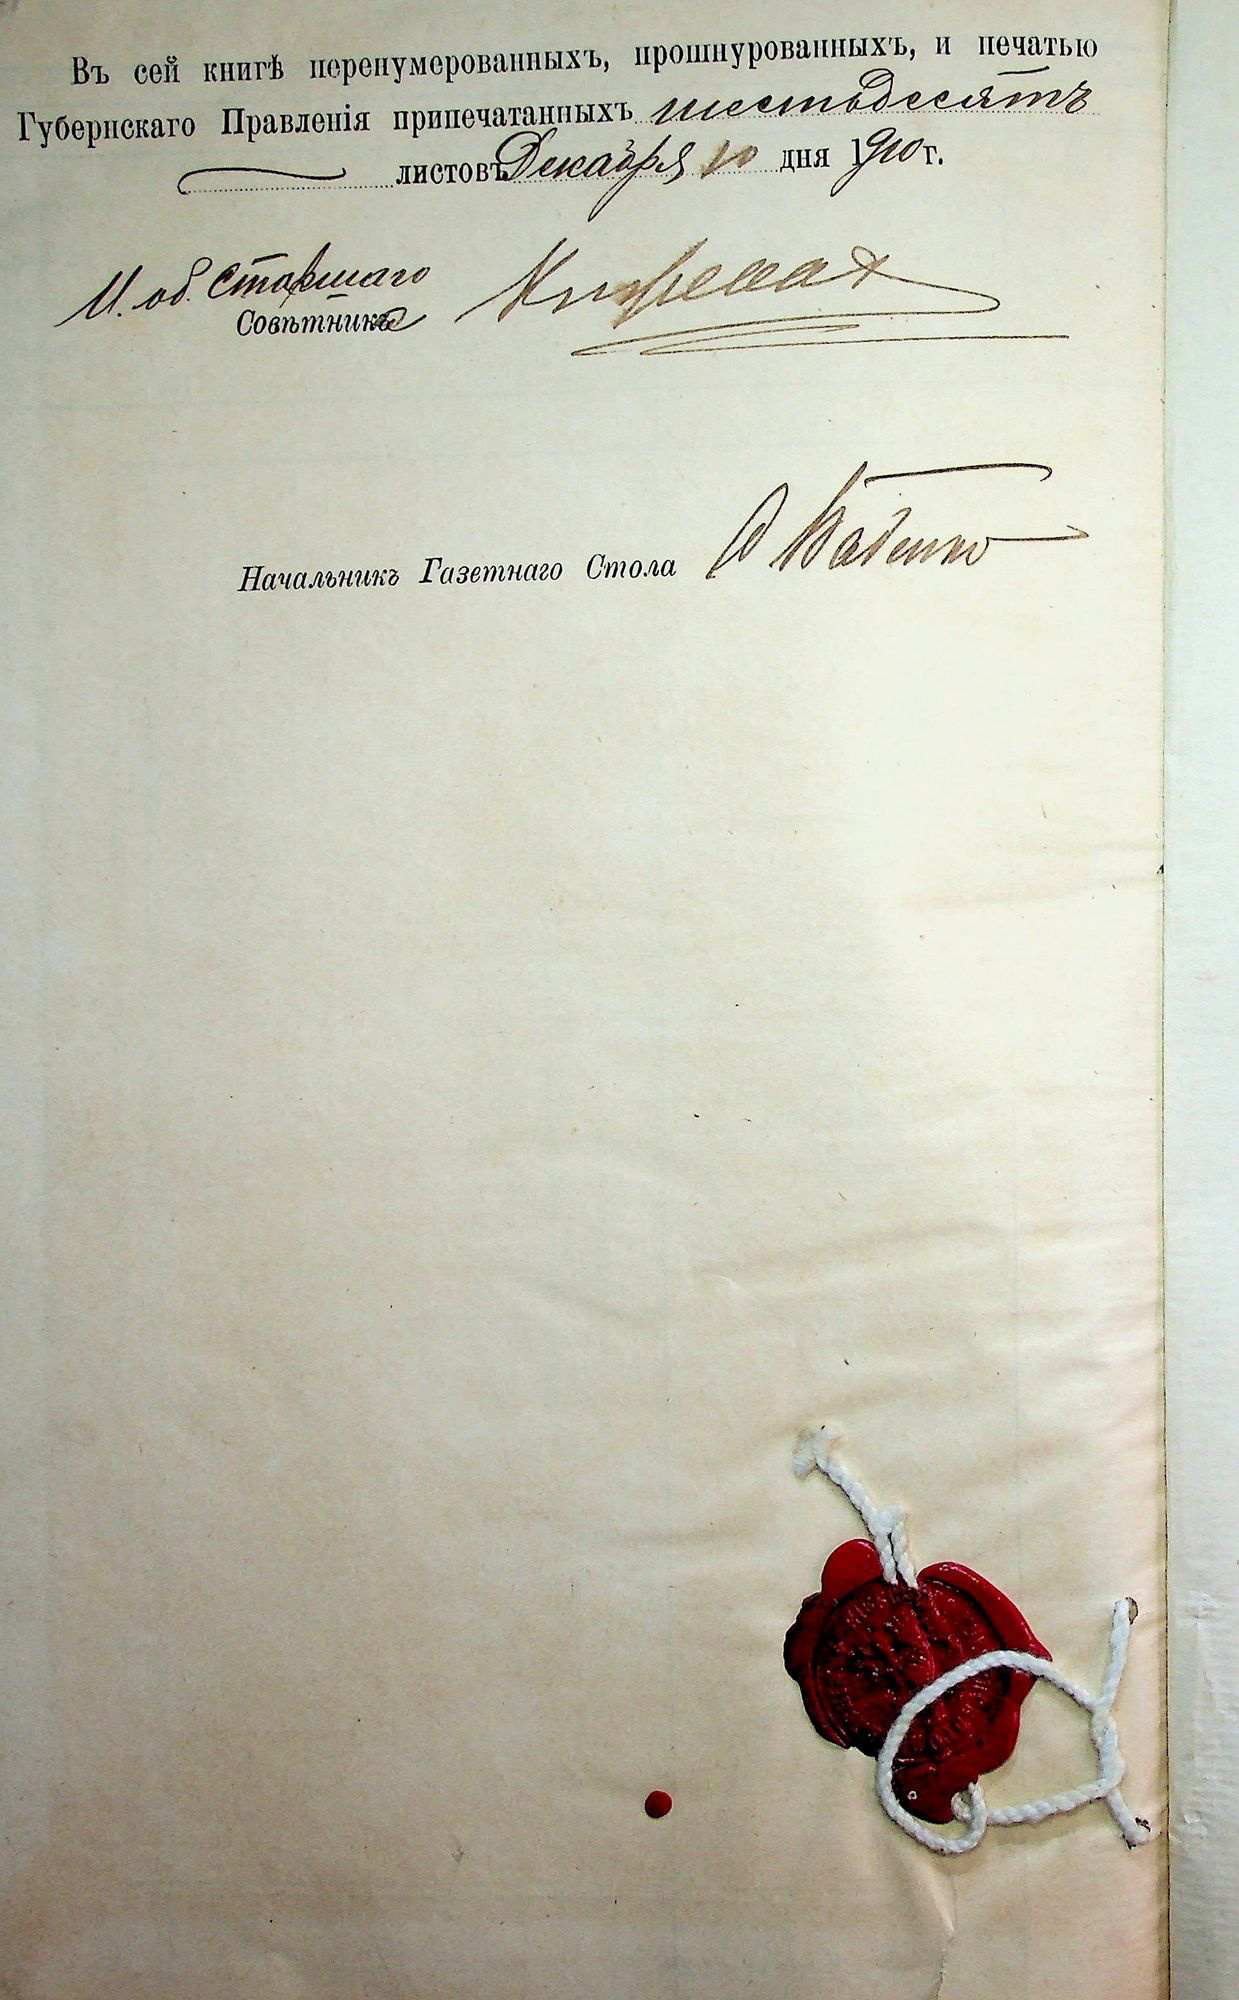 Въ сей книгѣ перенумерованныхъ, прошнурованныхъ, и печатью
Губернскаго Правленія припечатанныхъ шестьдесятъ
листовъ Декабря 10 дня 1910 г.
И. об. Старшаго
Совѣтника
Начальникъ Газетнаго Стола